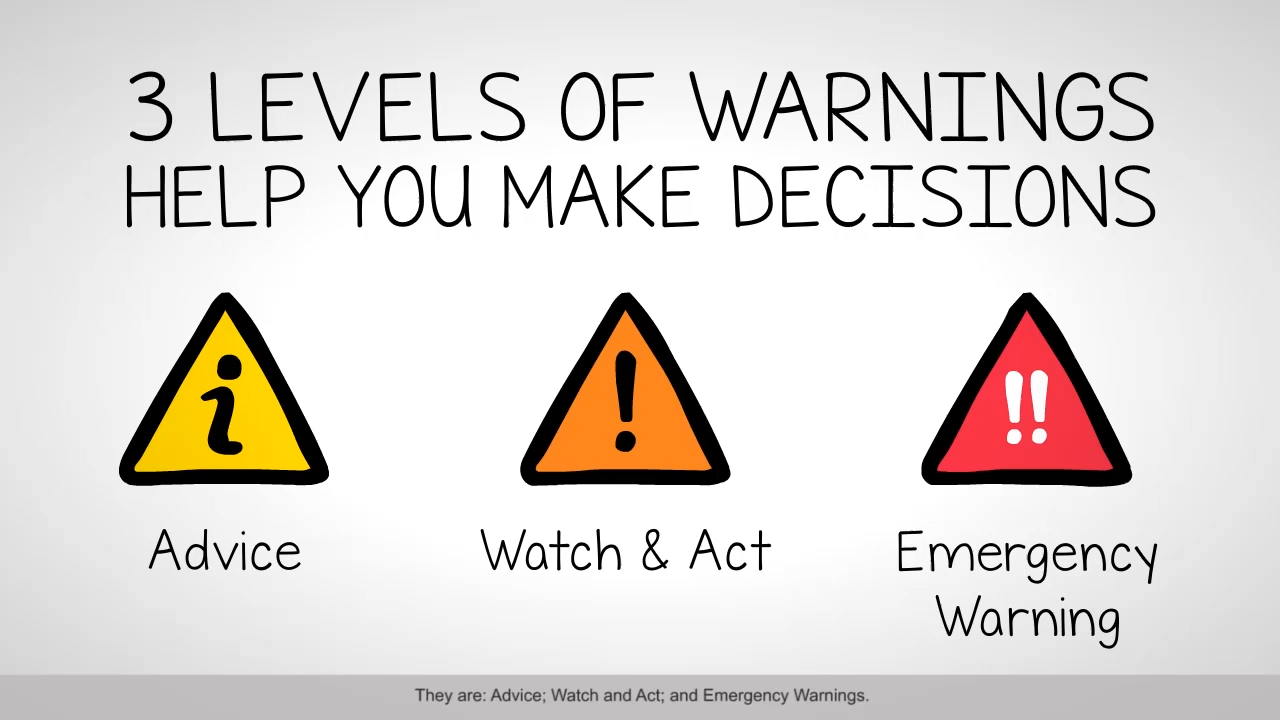 3 LEVELS OF WARNINGS
HELP YOU MAKE DECISIONS
i
!
!!
Advice
Watch & Act
Emergency
Warning
They are: Advice; Watch and Act; and Emergency Warnings.